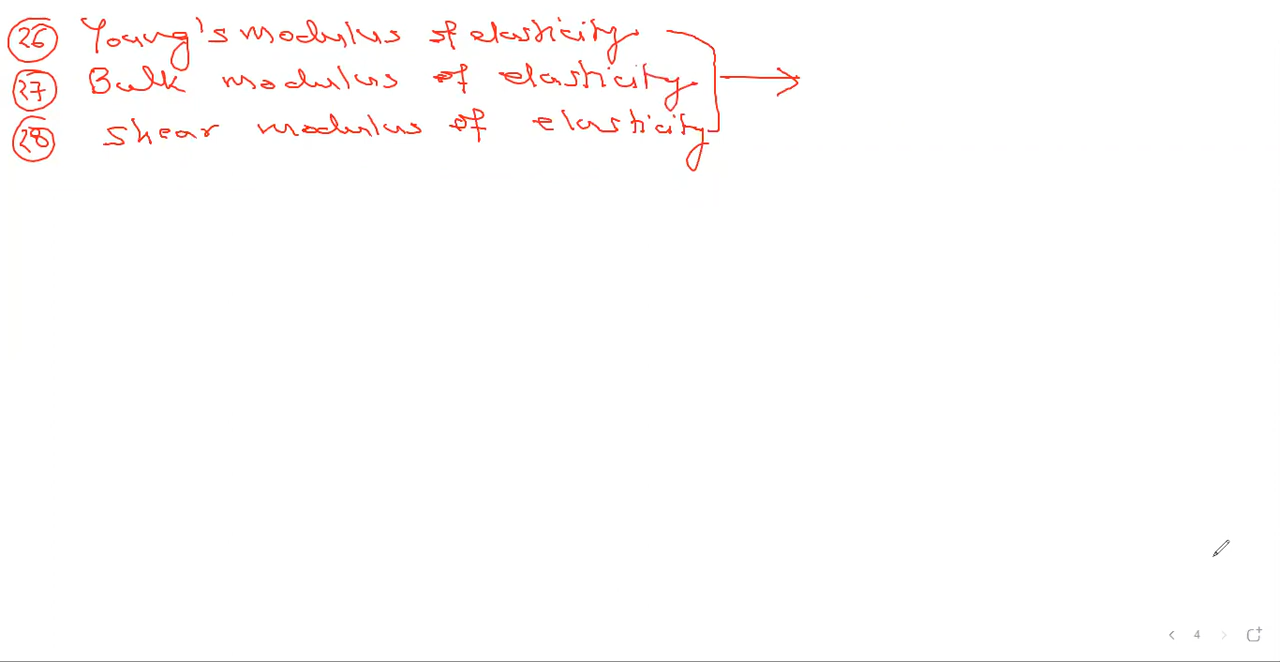 26 Young's modulus of elasticity
27 Bulk modulus of elasticity
28 shear modulus of elasticity
4